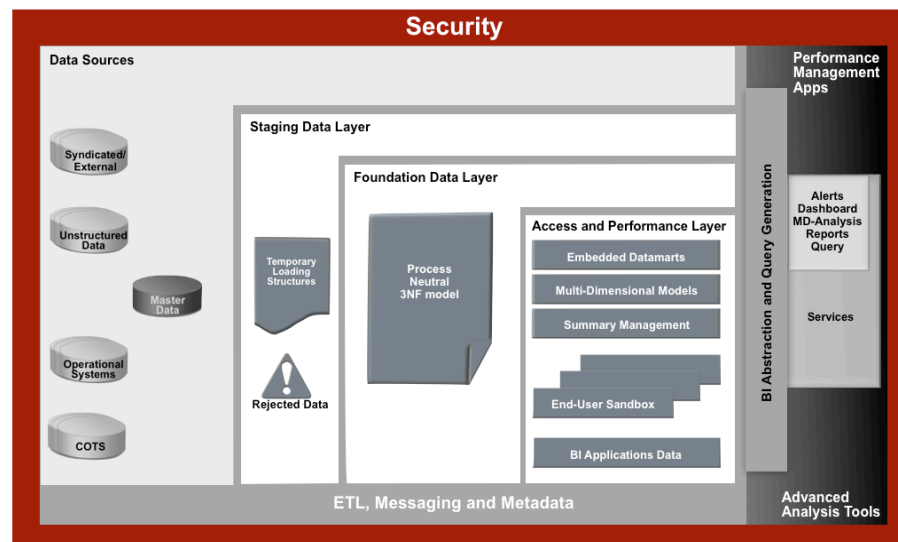 Security
Data Sources
Performance
Management
Apps
Staging Data Layer
Syndicated/
External
Foundation Data Layer
Alerts
Dashboard
MD-Analysis
Reports
Query
Access and Performance Layer
Unstructured
Data
Temporary
Loading
Structures
Process
Neutral
3NF model
Embedded Datamarts
Multi-Dimensional Models
Master
Data
Summary Management
Services
BI Abstraction and Query Generation
Operational
Systems
Rejected Data
End-User Sandbox
COTS
BI Applications Data
ETL, Messaging and Metadata
Advanced
Analysis Tools